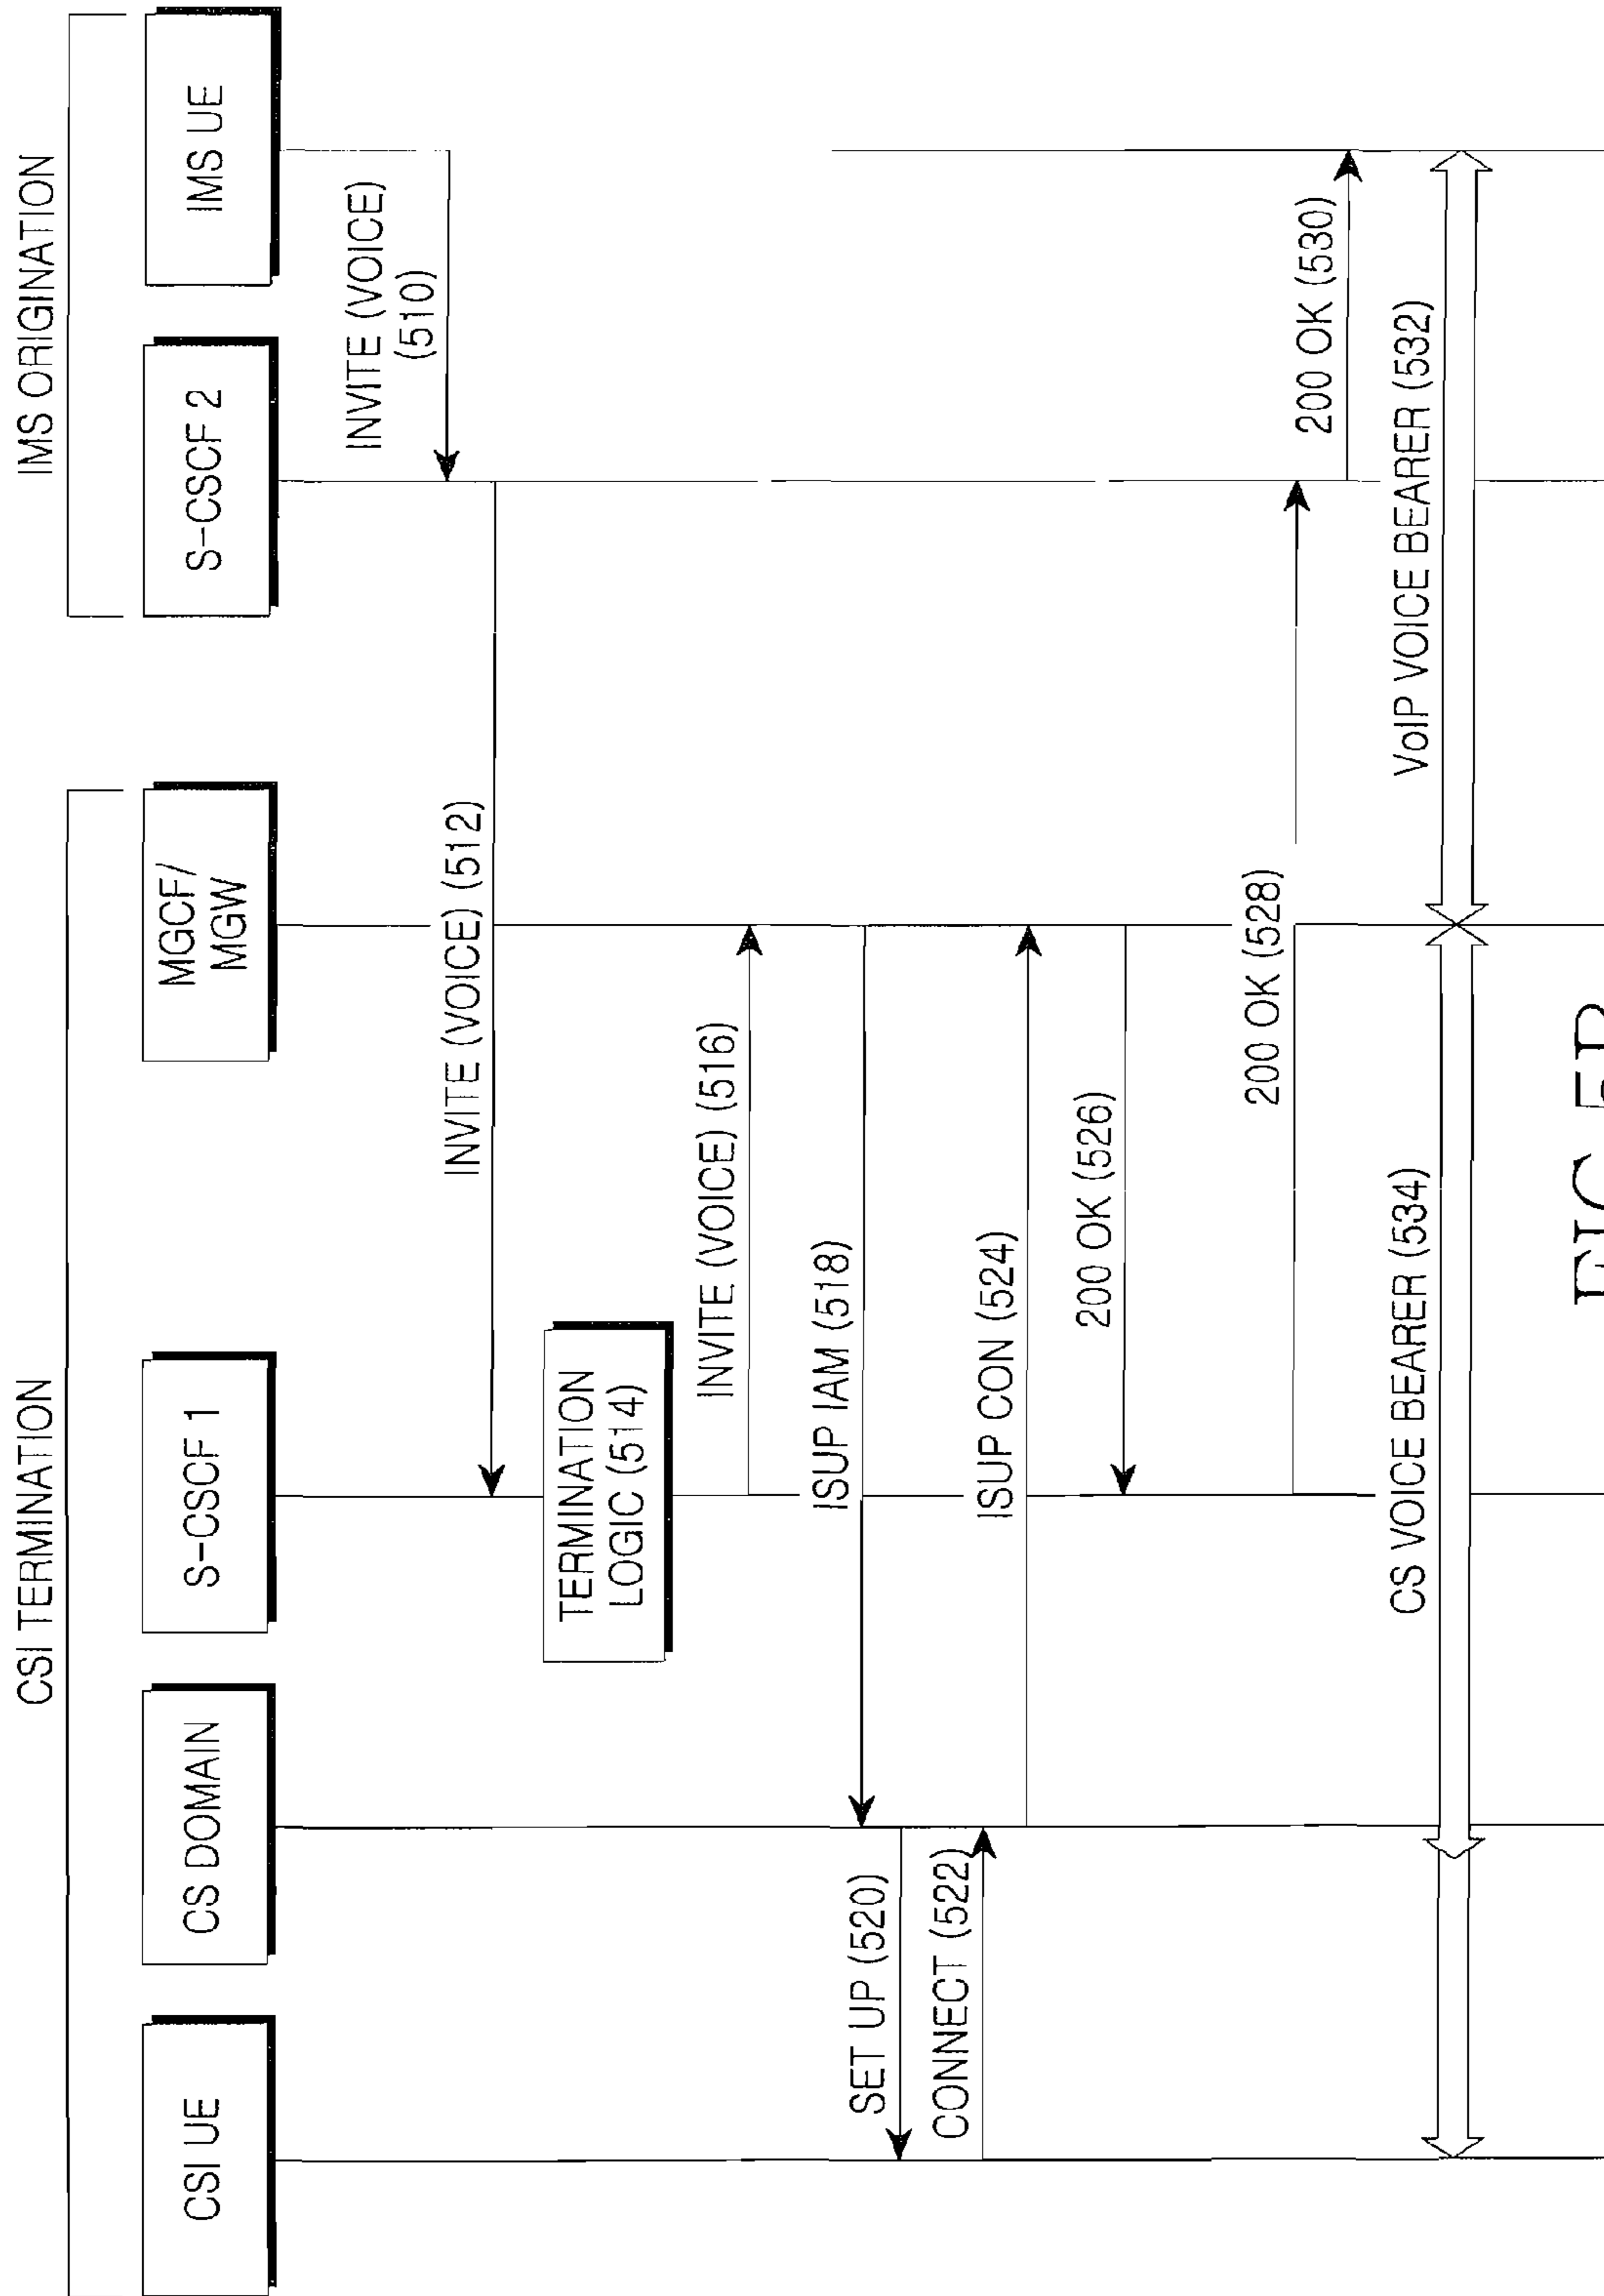 CSI TERMINATION
IMS ORIGINATION
CSI UE
CS DOMAIN
S-CSCF 1
MGCF/
MGW
S-CSCF 2
IMS UE
INVITE (VOICE)
(510)
INVITE (VOICE) (512)
TERMINATION
LOGIC (514)
INVITE (VOICE) (516)
ISUP IAM (518)
SET UP (520)
CONNECT (522)
ISUP CON (524)
200 OK (526)
200 OK (528)
200 OK (530)
VoIP VOICE BEARER (532)
CS VOICE BEARER (534)